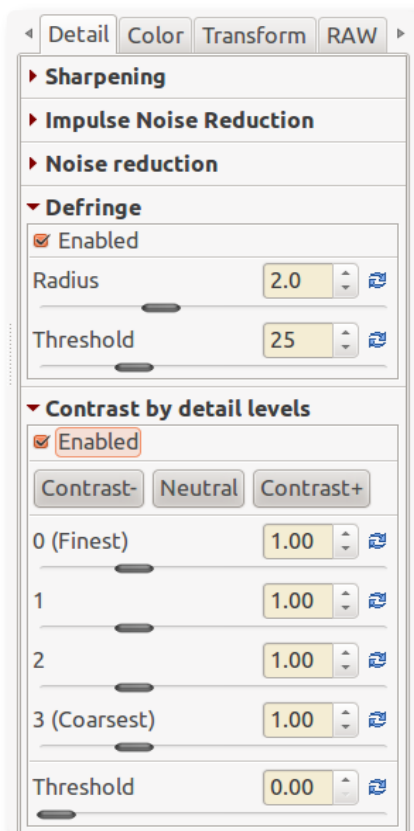 Detail Color Transform RAW
Sharpening
Impulse Noise Reduction
Noise reduction
Defringe
Enabled
Radius 2.0
Threshold 25
Contrast by detail levels
Enabled
Contrast- Neutral Contrast+
0 (Finest) 1.00
1 1.00
2 1.00
3 (Coarsest) 1.00
Threshold 0.00